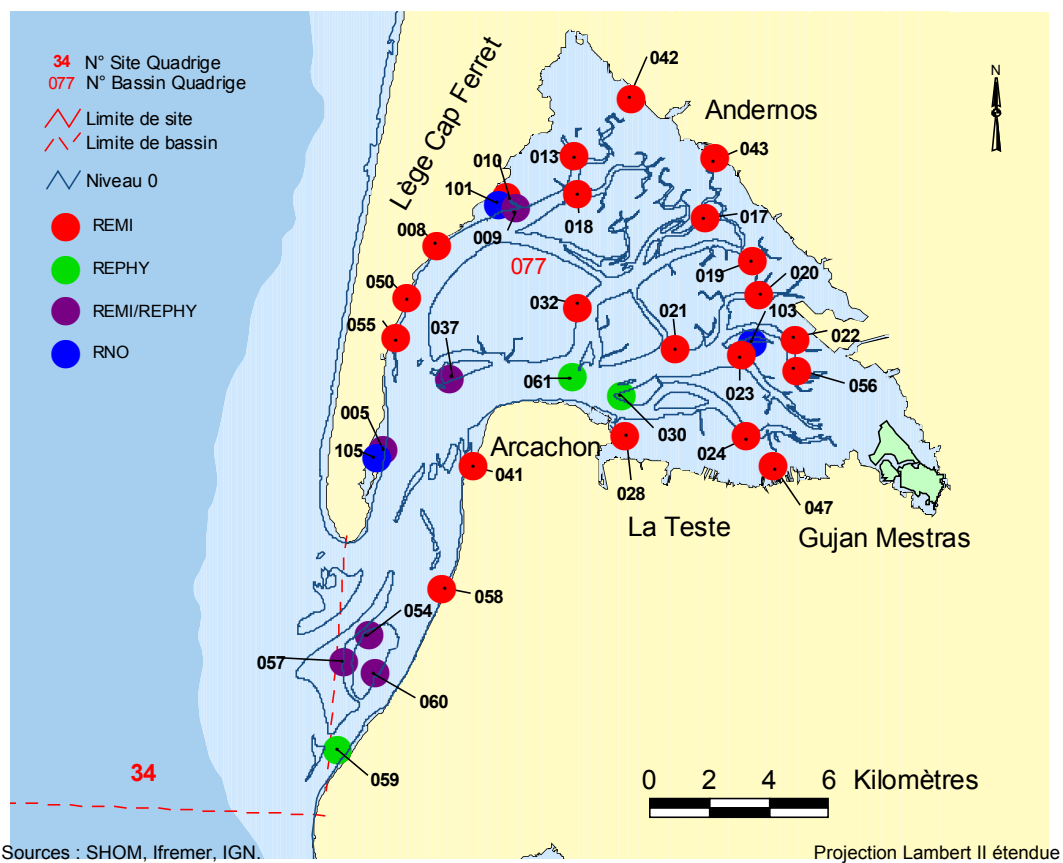 34 N° Site Quadrige
077 N° Bassin Quadrige
Limite de site
Limite de bassin
Niveau 0
REMI
REPHY
REMI/REPHY
RNO
Lège Cap Ferret
Andernos
N
042
013
043
010
101
009
018
017
008
077
019
020
050
032
021
103
022
055
037
061
023
056
005
105
Arcachon
030
024
041
028
047
La Teste
Gujan Mestras
058
054
057
060
059
34
0 2 4 6 Kilomètres
Sources : SHOM, Ifremer, IGN.
Projection Lambert II étendue